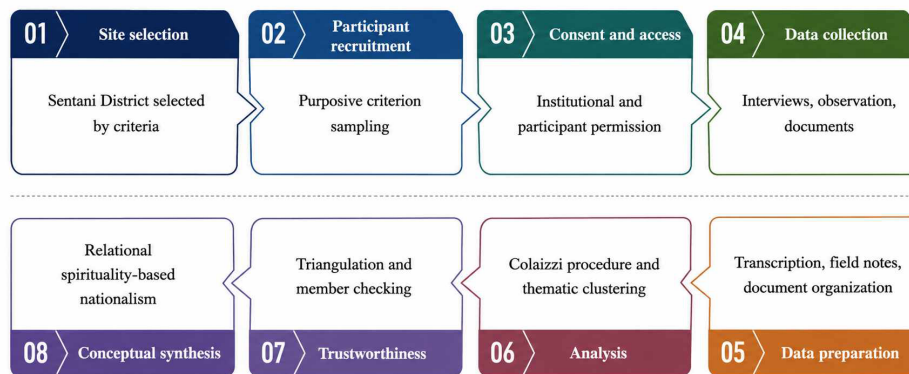 01 Site selection
Sentani District selected
by criteria
02 Participant
recruitment
Purposive criterion
sampling
03 Consent and access
Institutional and
participant permission
04 Data collection
Interviews, observation,
documents
Relational
spirituality-based
nationalism
08 Conceptual synthesis
Triangulation and
member checking
07 Trustworthiness
Colaizzi procedure and
thematic clustering
06 Analysis
Transcription, field notes,
document organization
05 Data preparation